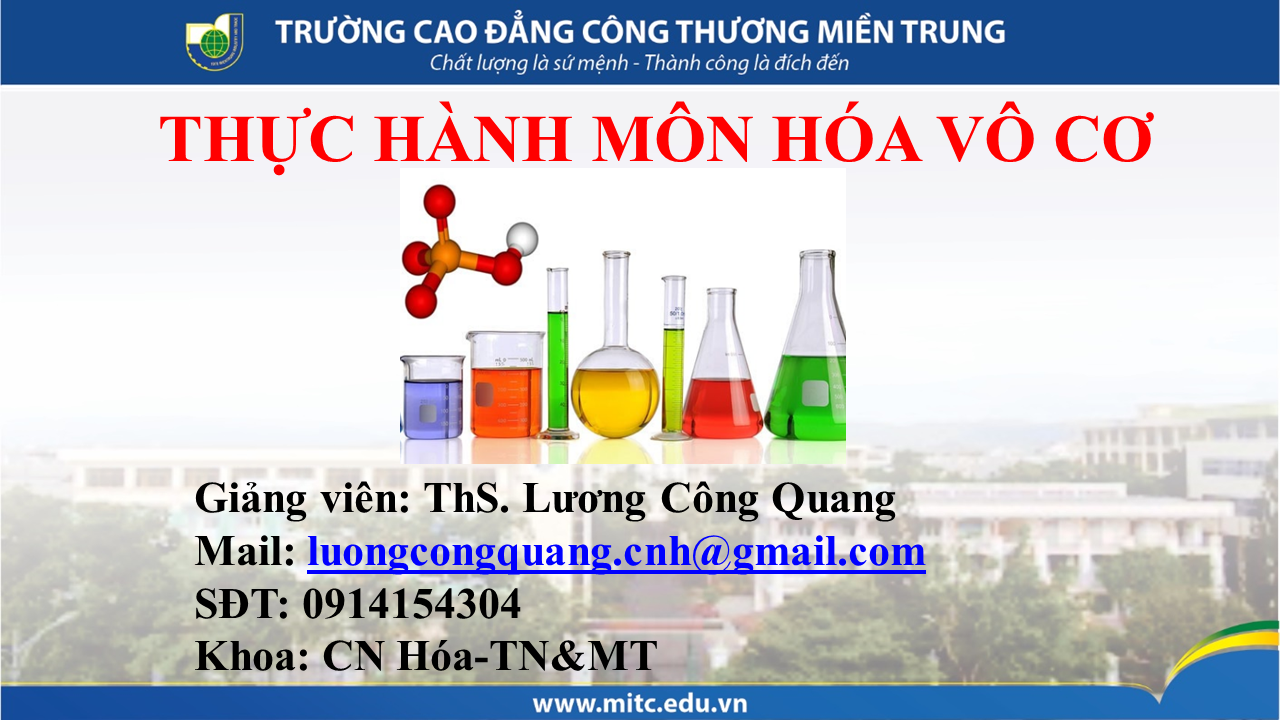 TRƯỜNG CAO ĐẲNG CÔNG THƯƠNG MIỀN TRUNG
Chất lượng là sứ mệnh - Thành công là đích đến
THỰC HÀNH MÔN HÓA VÔ CƠ
Giảng viên: ThS. Lương Công Quang
Mail: luongcongquang.cnh@gmail.com
SĐT: 0914154304
Khoa: CN Hóa-TN&MT
www.mitc.edu.vn